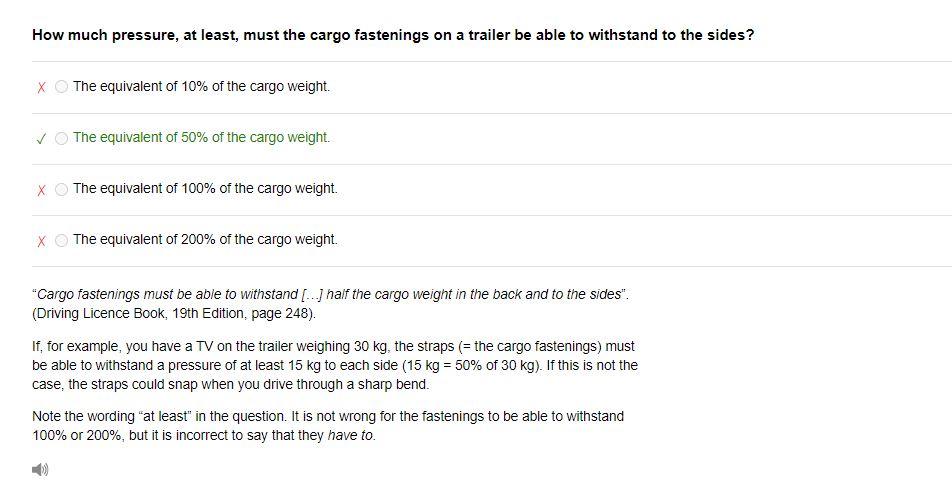 How much pressure, at least, must the cargo fastenings on a trailer be able to withstand to the sides?
X The equivalent of 10% of the cargo weight.
✓ The equivalent of 50% of the cargo weight.
X The equivalent of 100% of the cargo weight.
X The equivalent of 200% of the cargo weight.
“Cargo fastenings must be able to withstand [...] half the cargo weight in the back and to the sides”.
(Driving Licence Book, 19th Edition, page 248).
If, for example, you have a TV on the trailer weighing 30 kg, the straps (= the cargo fastenings) must
be able to withstand a pressure of at least 15 kg to each side (15 kg = 50% of 30 kg). If this is not the
case, the straps could snap when you drive through a sharp bend.
Note the wording “at least” in the question. It is not wrong for the fastenings to be able to withstand
100% or 200%, but it is incorrect to say that they have to.